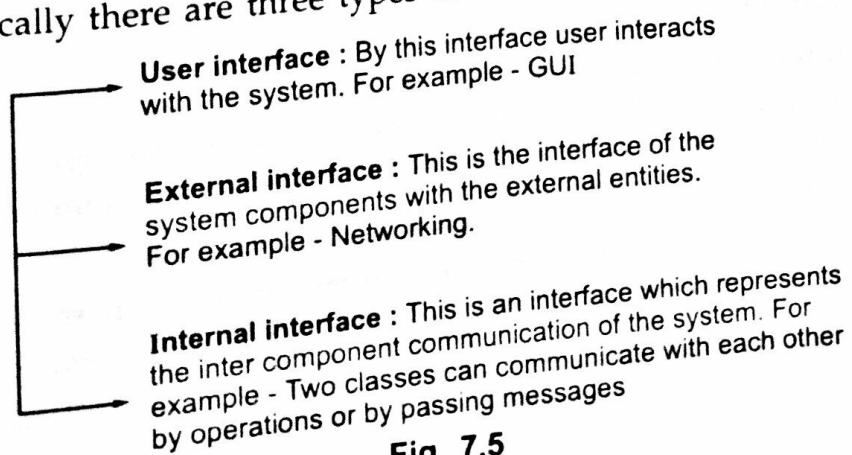 cally there are three
User interface : By this interface user interacts
with the system. For example - GUI
External interface : This is the interface of the
system components with the external entities.
For example - Networking.
Internal interface : This is an interface which represents
the inter component communication of the system. For
example - Two classes can communicate with each other
by operations or by passing messages
Fig. 7.5